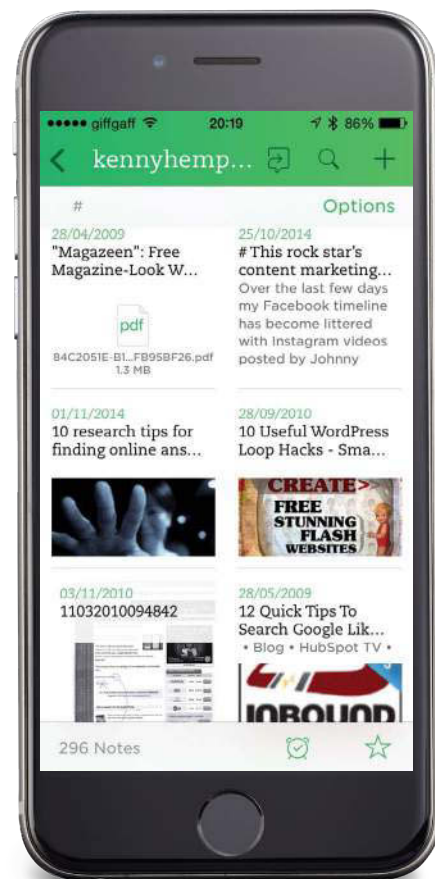 giffgaff 20:19 86%
kennyhemp...
# Options
28/04/2009
"Magazeen": Free
Magazine-Look W...
pdf
84C2051E-B1...FB95BF26.pdf
1.3 MB
25/10/2014
# This rock star's
content marketing...
Over the last few days
my Facebook timeline
has become littered
with Instagram videos
posted by Johnny
01/11/2014
10 research tips for
finding online ans...
28/09/2010
10 Useful WordPress
Loop Hacks - Sma...
CREATE>
FREE
STUNNING
FLASH
WEBSITES
03/11/2010
11032010094842
28/05/2009
12 Quick Tips To
Search Google Lik...
• Blog • HubSpot TV •
INBOUND
296 Notes